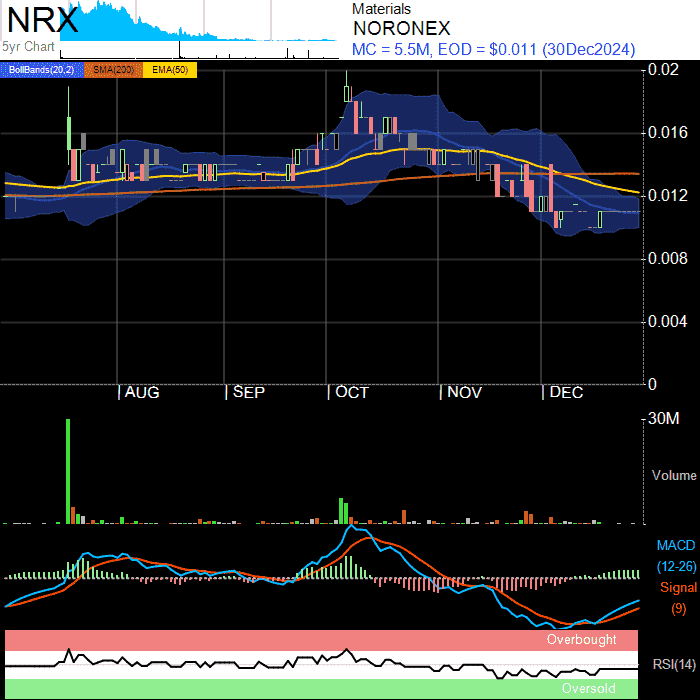 NRX
5yr Chart
Materials
NORONEX
MC = 5.5M, EOD = $0.011 (30Dec2024)
BollBands(20,2) SMA(200) EMA(50)
0.02
0.016
0.012
0.008
0.004
0
AUG SEP OCT NOV DEC
30M
Volume
MACD
(12-26)
Signal
(9)
Overbought
RSI(14)
Oversold